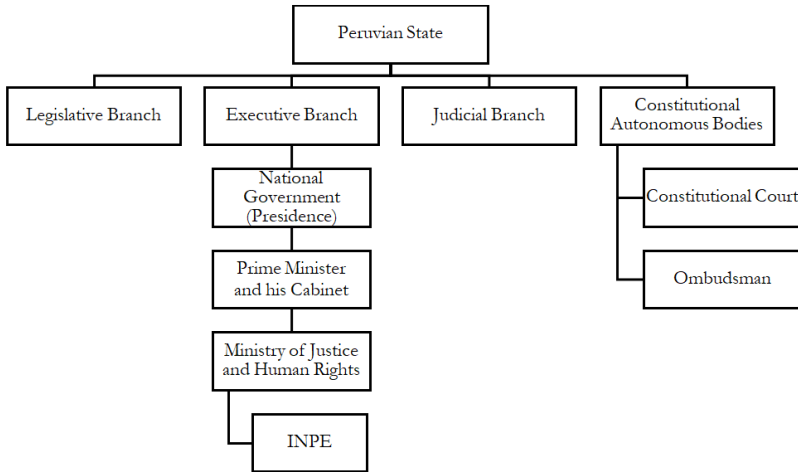 Peruvian State
Legislative Branch
Executive Branch
Judicial Branch
Constitutional
Autonomous Bodies
National
Government
(Presidence)
Constitutional Court
Prime Minister
and his Cabinet
Ombudsman
Ministry of Justice
and Human Rights
INPE